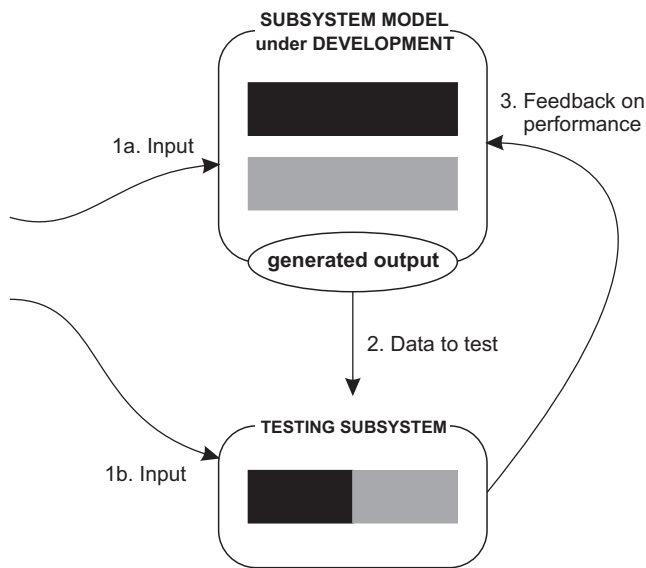 SUBSYSTEM MODEL
under DEVELOPMENT
3. Feedback on
performance
1a. Input
generated output
2. Data to test
TESTING SUBSYSTEM
1b. Input